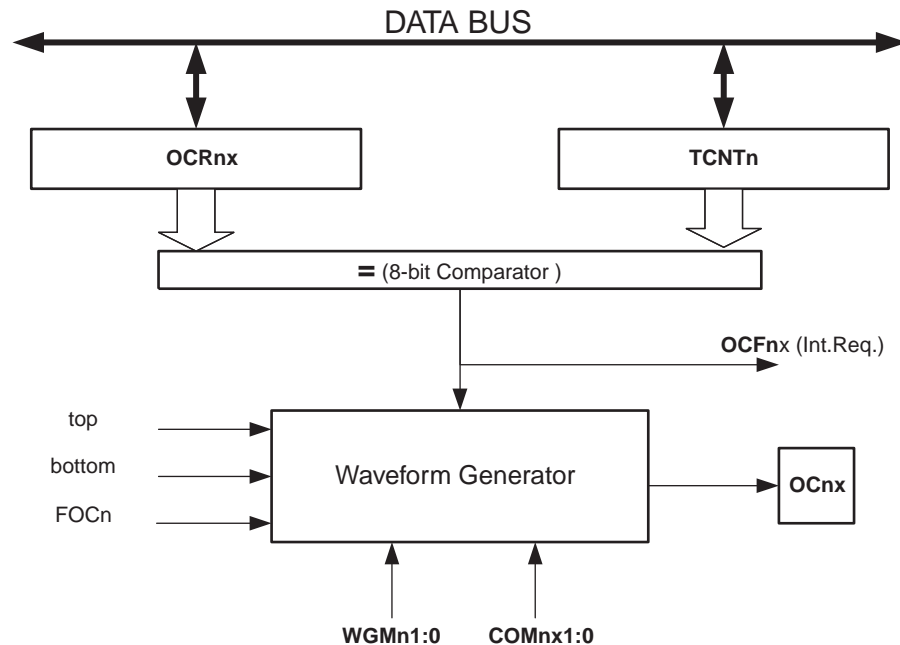 DATA BUS
OCRnx
TCNTn
= (8-bit Comparator )
OCFnx (Int.Req.)
top
bottom
FOCn
Waveform Generator
OCnx
WGMn1:0
COMnx1:0